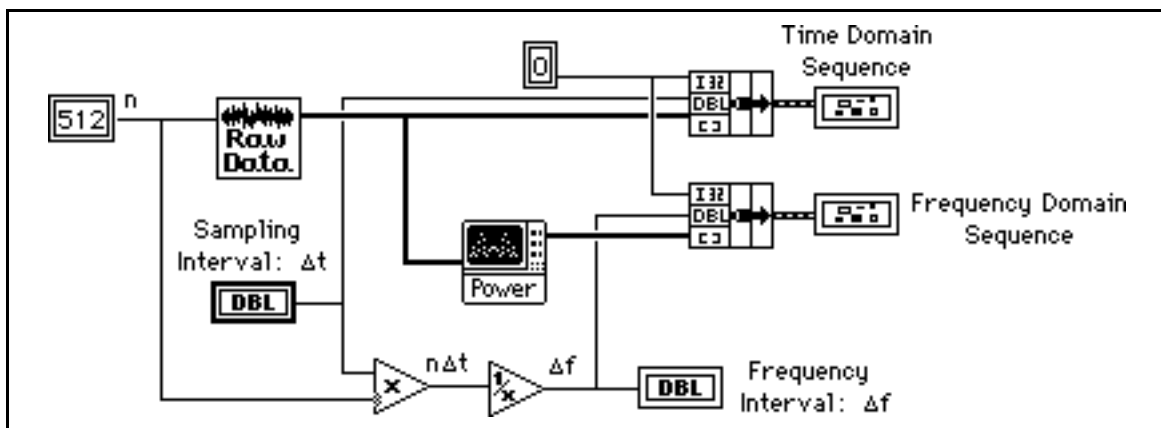 Time Domain
Sequence
0
n
512
I32
DBL
[ ]
Raw
Data
I32
DBL
[ ]
Frequency Domain
Sequence
Sampling
Interval: Δt
DBL
Power
nΔt
Δf
x
1/x
DBL
Frequency
Interval: Δf